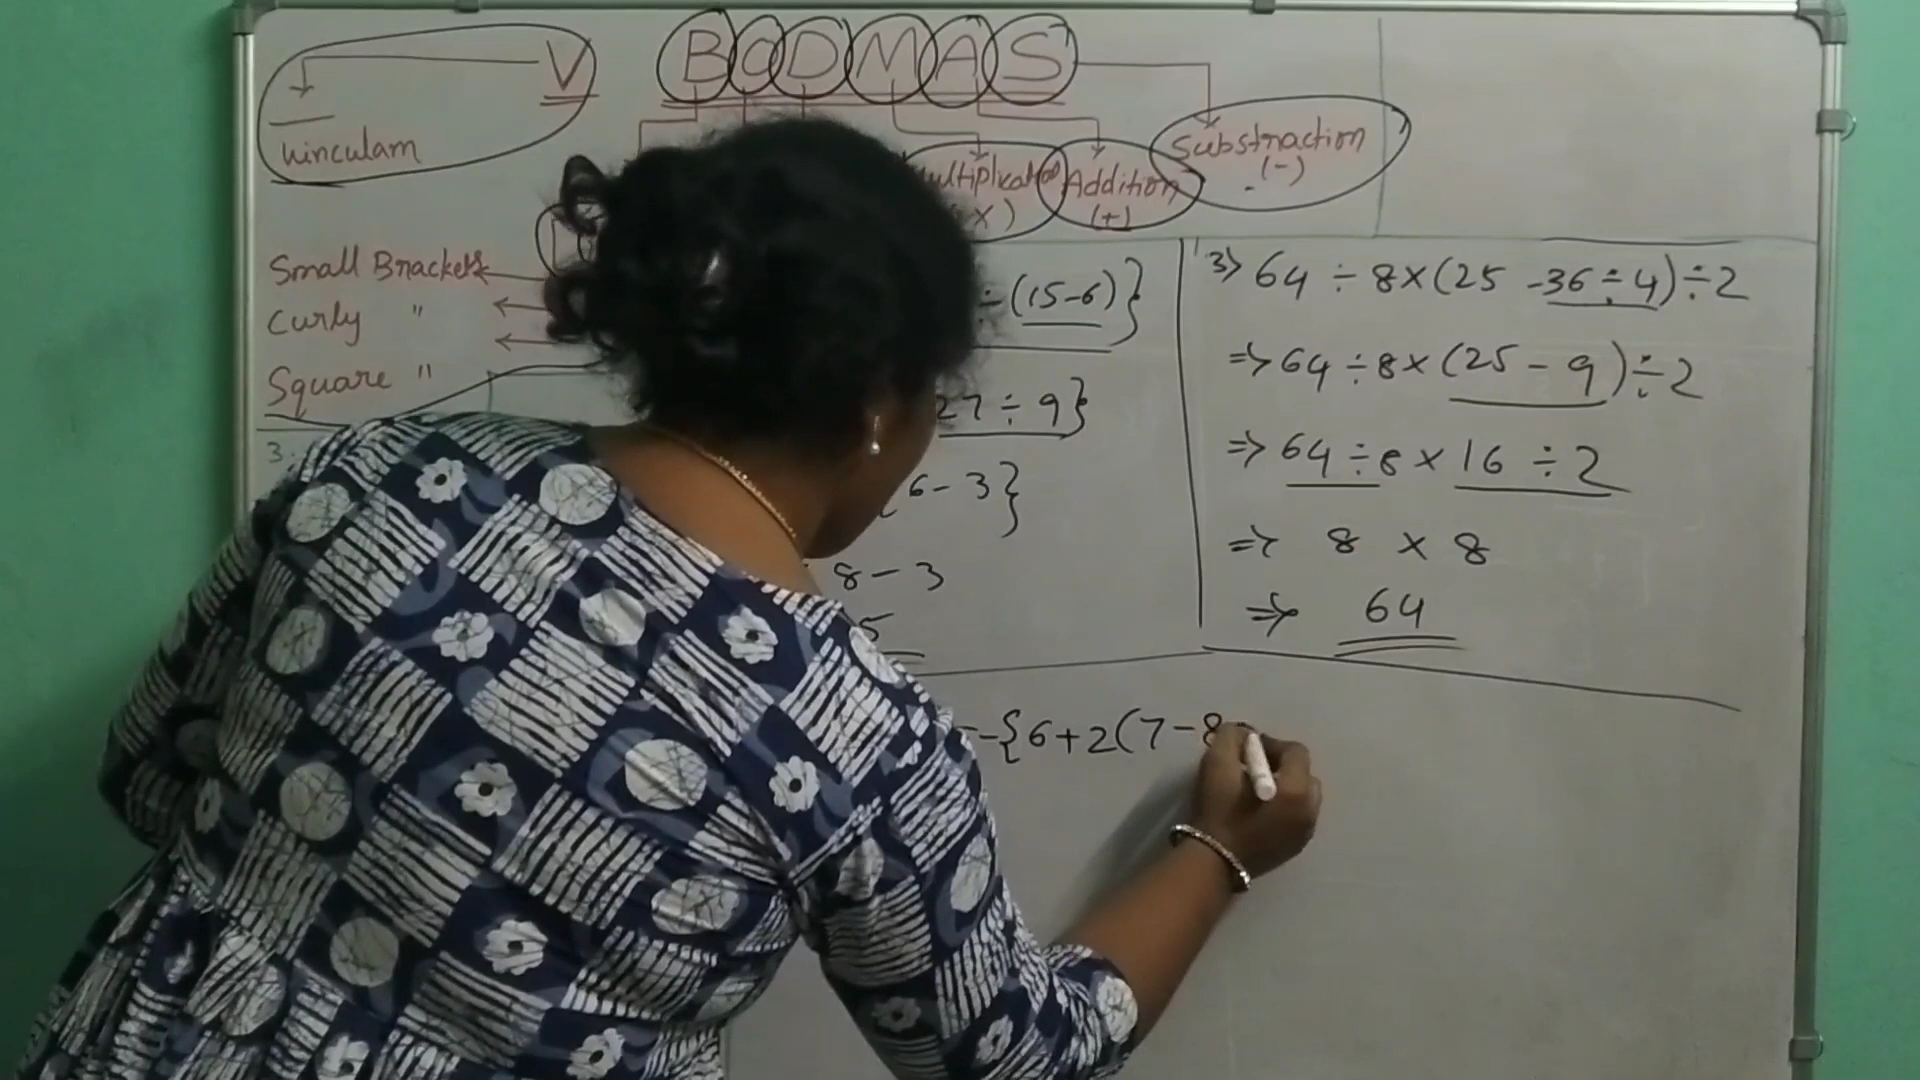 V BODMAS
Vinculam
Substraction
(-)
Addition
(+)
Small Brackets
Curly "
Square "
÷ (15-6)}
27 ÷ 9}
6-3}
8-3
5
3.
3) 64 ÷ 8 × (25 -36 ÷ 4) ÷ 2
=> 64 ÷ 8 × (25 - 9) ÷ 2
=> 64 ÷ 8 × 16 ÷ 2
=> 8 × 8
=> 64
-{6+2(7-8